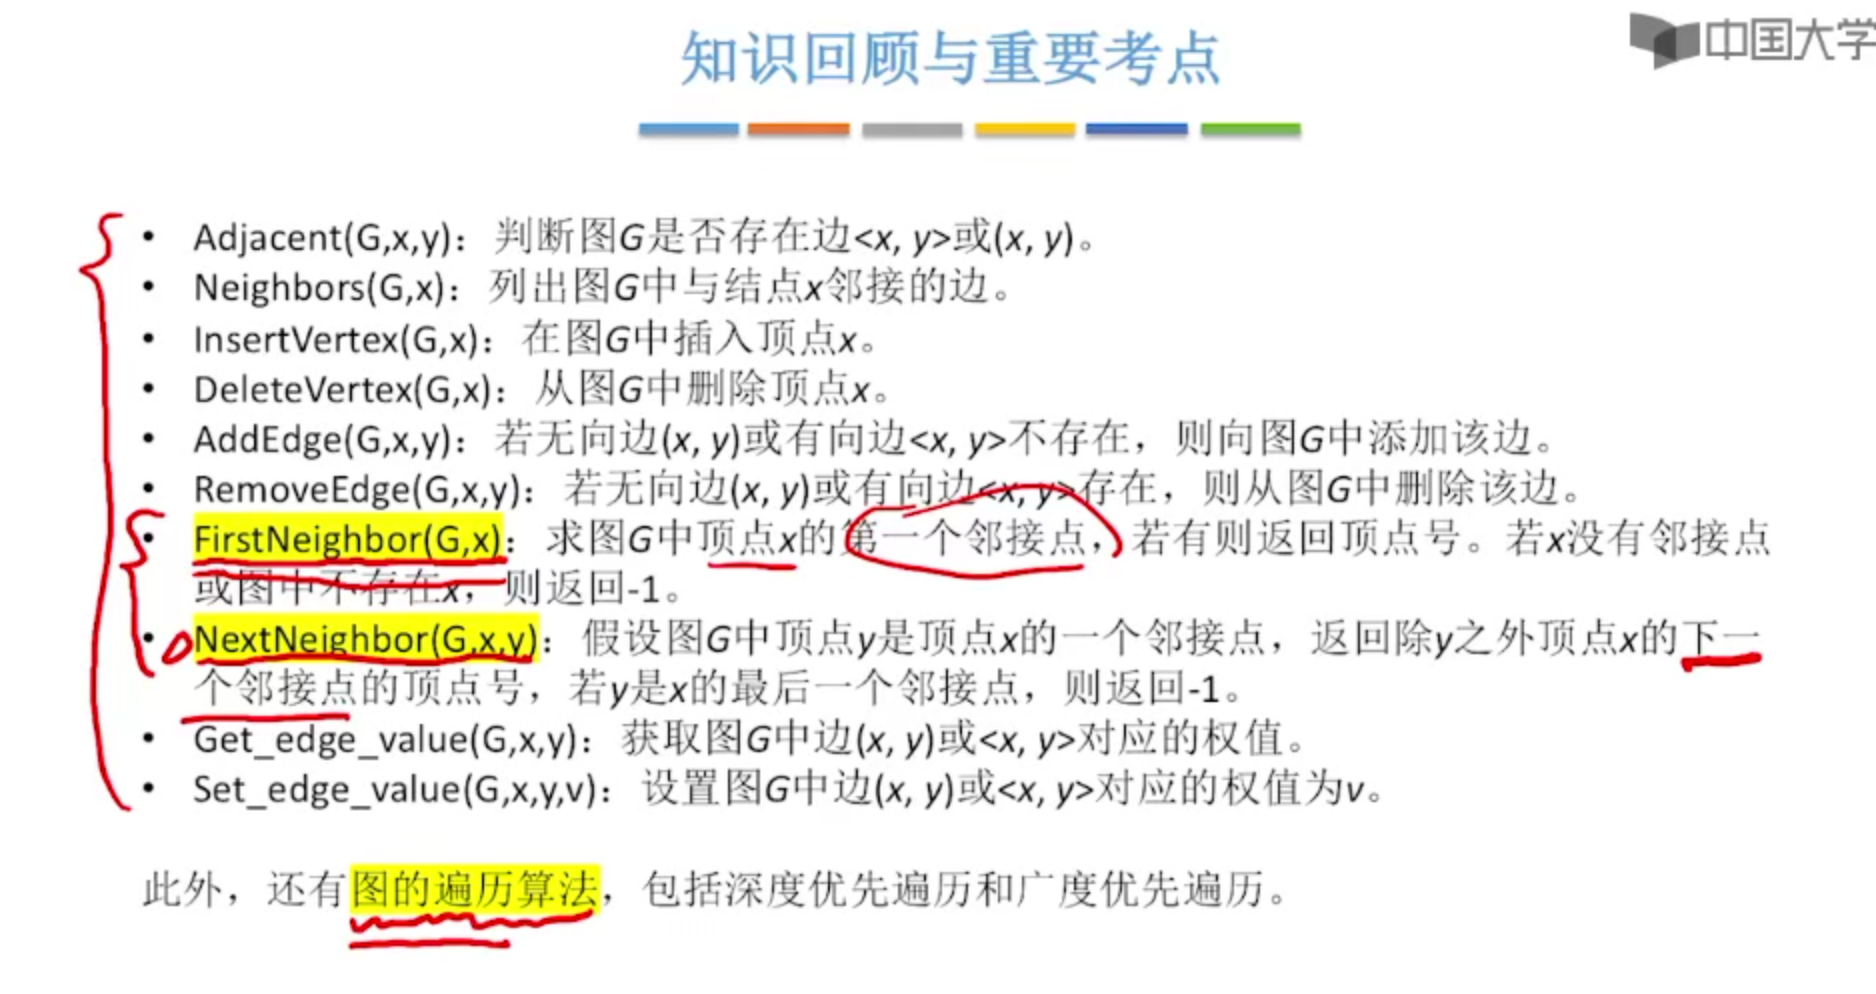 中国大学
知识回顾与重要考点
• Adjacent(G,x,y)：判断图G是否存在边<x, y>或(x, y)。
• Neighbors(G,x)：列出图G中与结点x邻接的边。
• InsertVertex(G,x)：在图G中插入顶点x。
• DeleteVertex(G,x)：从图G中删除顶点x。
• AddEdge(G,x,y)：若无向边(x, y)或有向边<x, y>不存在，则向图G中添加该边。
• RemoveEdge(G,x,y)：若无向边(x, y)或有向边<x, y>存在，则从图G中删除该边。
• FirstNeighbor(G,x)：求图G中顶点x的第一个邻接点，若有则返回顶点号。若x没有邻接点
或图中不存在x，则返回-1。
• NextNeighbor(G,x,y)：假设图G中顶点y是顶点x的一个邻接点，返回除y之外顶点x的下一
个邻接点的顶点号，若y是x的最后一个邻接点，则返回-1。
• Get_edge_value(G,x,y)：获取图G中边(x, y)或<x, y>对应的权值。
• Set_edge_value(G,x,y,v)：设置图G中边(x, y)或<x, y>对应的权值为v。
此外，还有图的遍历算法，包括深度优先遍历和广度优先遍历。